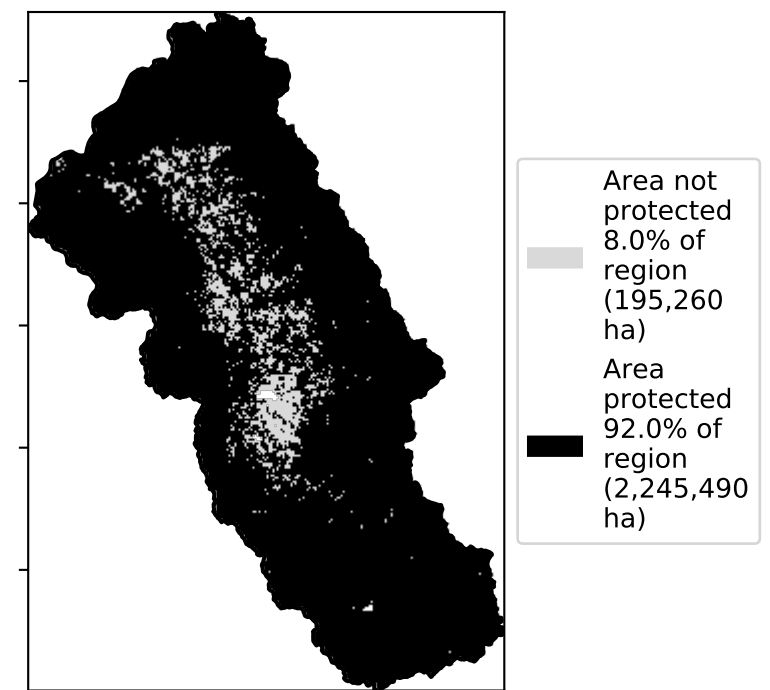 Area not
protected
8.0% of
region
(195,260
ha)
Area
protected
92.0% of
region
(2,245,490
ha)